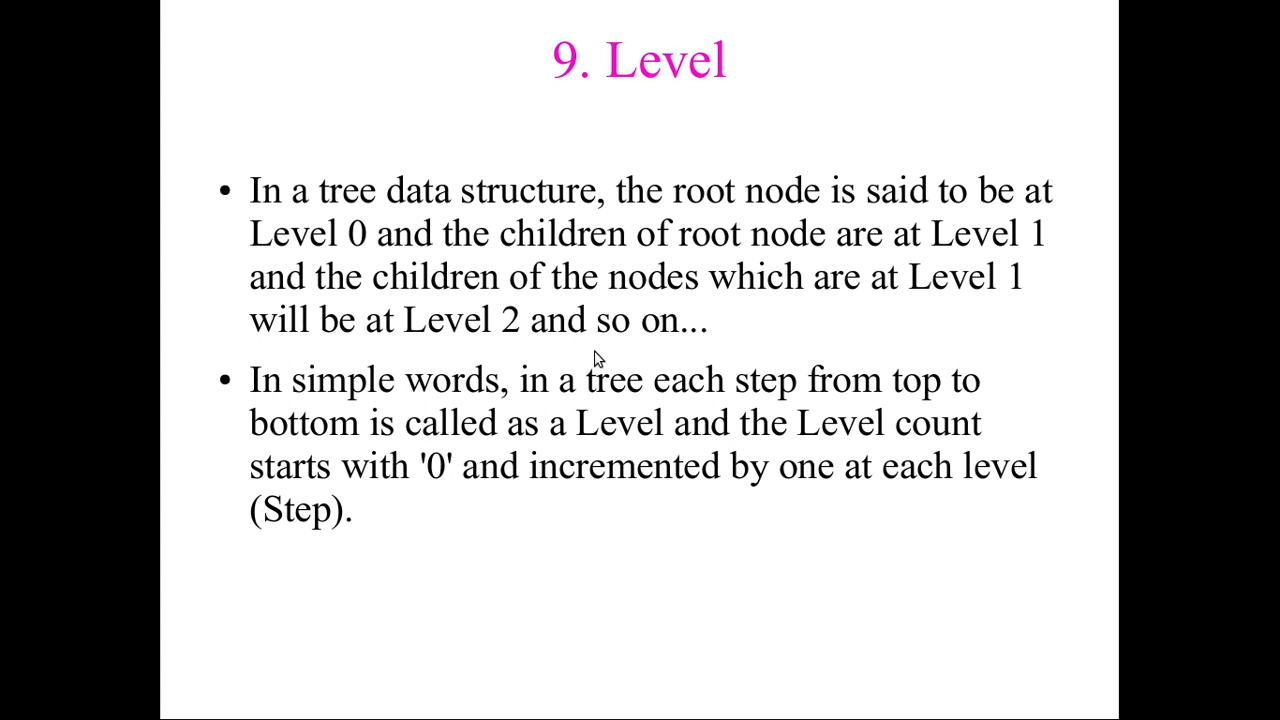 9. Level
• In a tree data structure, the root node is said to be at
Level 0 and the children of root node are at Level 1
and the children of the nodes which are at Level 1
will be at Level 2 and so on...
• In simple words, in a tree each step from top to
bottom is called as a Level and the Level count
starts with '0' and incremented by one at each level
(Step).